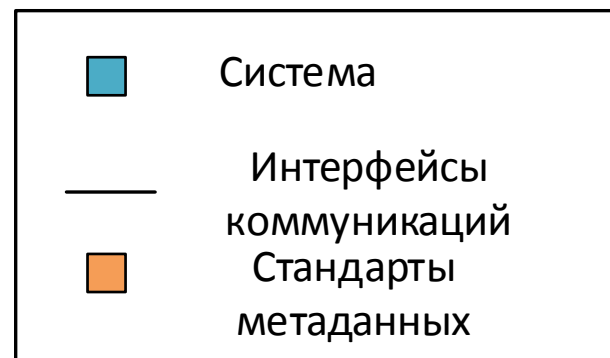 Система
Интерфейсы
коммуникаций
Стандарты
метаданных